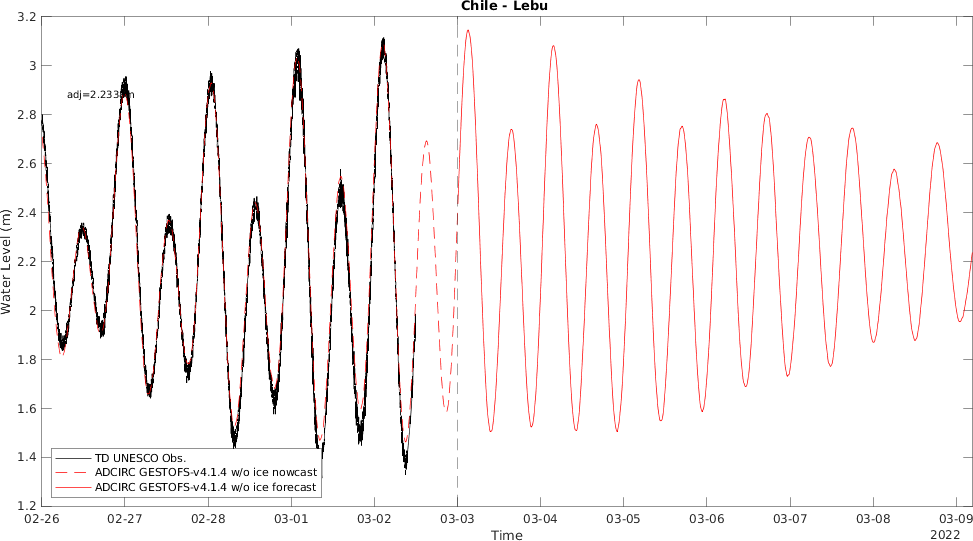 Chile - Lebu
3.2
3
2.8
2.6
2.4
2.2
2
1.8
1.6
1.4
1.2
Water Level (m)
adj=2.233
TD UNESCO Obs.
ADCIRC GESTOFS-v4.1.4 w/o ice nowcast
ADCIRC GESTOFS-v4.1.4 w/o ice forecast
02-26 02-27 02-28 03-01 03-02 03-03 03-04 03-05 03-06 03-07 03-08 03-09
Time
2022